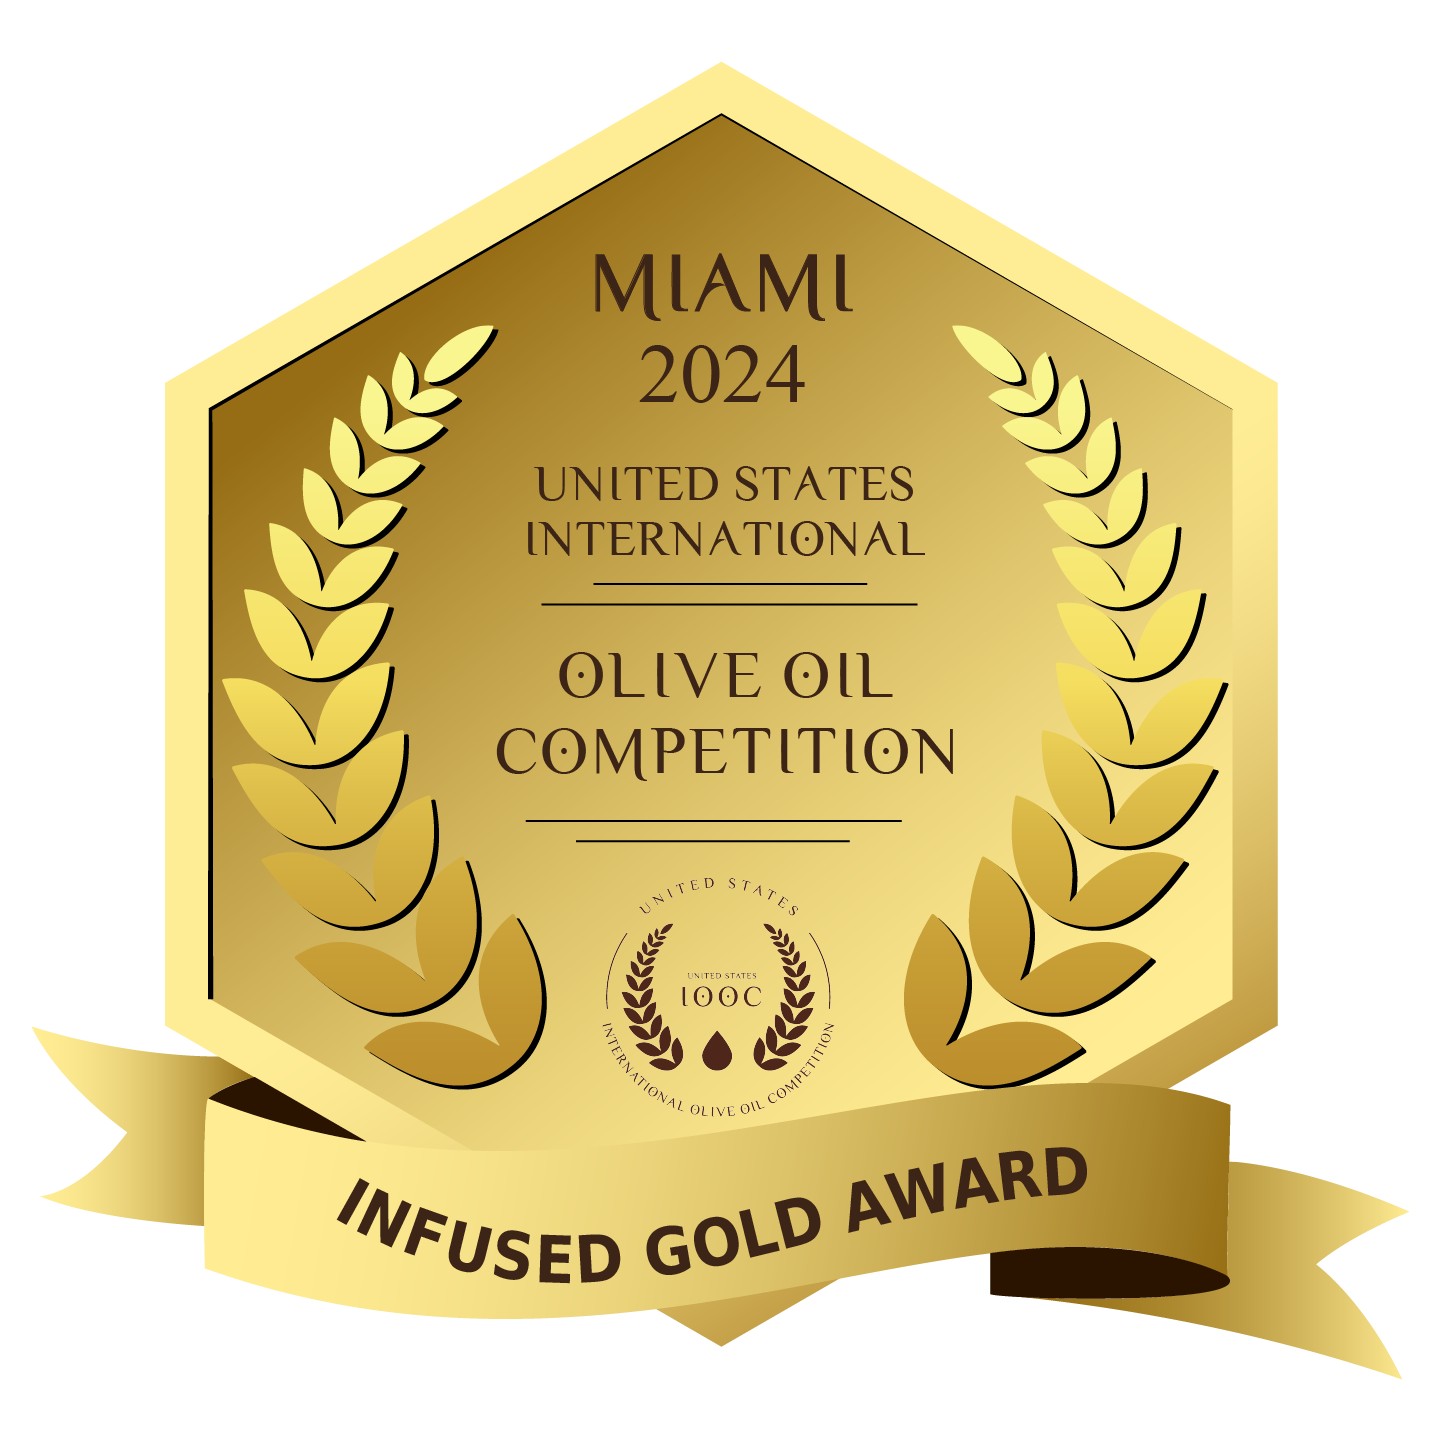 MIAMI
2024
UNITED STATES
INTERNATIONAL
OLIVE OIL
COMPETITION
UNITED STATES
UNITED STATES
IOOC
INTERNATIONAL OLIVE OIL COMPETITION
INFUSED GOLD AWARD